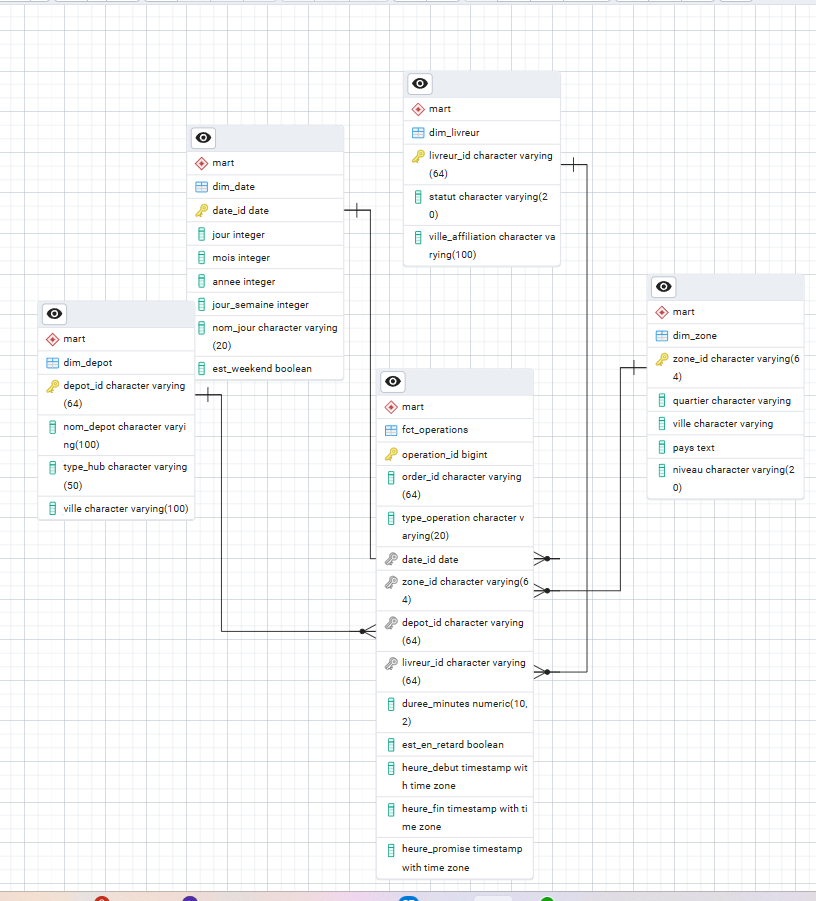 mart
dim_livreur
livreur_id character varying
(64)
statut character varying(2
0)
ville_affiliation character va
rying(100)
mart
dim_date
date_id date
jour integer
mois integer
annee integer
jour_semaine integer
nom_jour character varying
(20)
est_weekend boolean
mart
dim_zone
zone_id character varying(6
4)
quartier character varying
ville character varying
pays text
niveau character varying(2
0)
mart
dim_depot
depot_id character varying
(64)
nom_depot character varyi
ng(100)
type_hub character varying
(50)
ville character varying(100)
mart
fct_operations
operation_id bigint
order_id character varying
(64)
type_operation character v
arying(20)
date_id date
zone_id character varying(6
4)
depot_id character varying
(64)
livreur_id character varying
(64)
duree_minutes numeric(10,
2)
est_en_retard boolean
heure_debut timestamp wit
h time zone
heure_fin timestamp with ti
me zone
heure_promise timestamp
with time zone